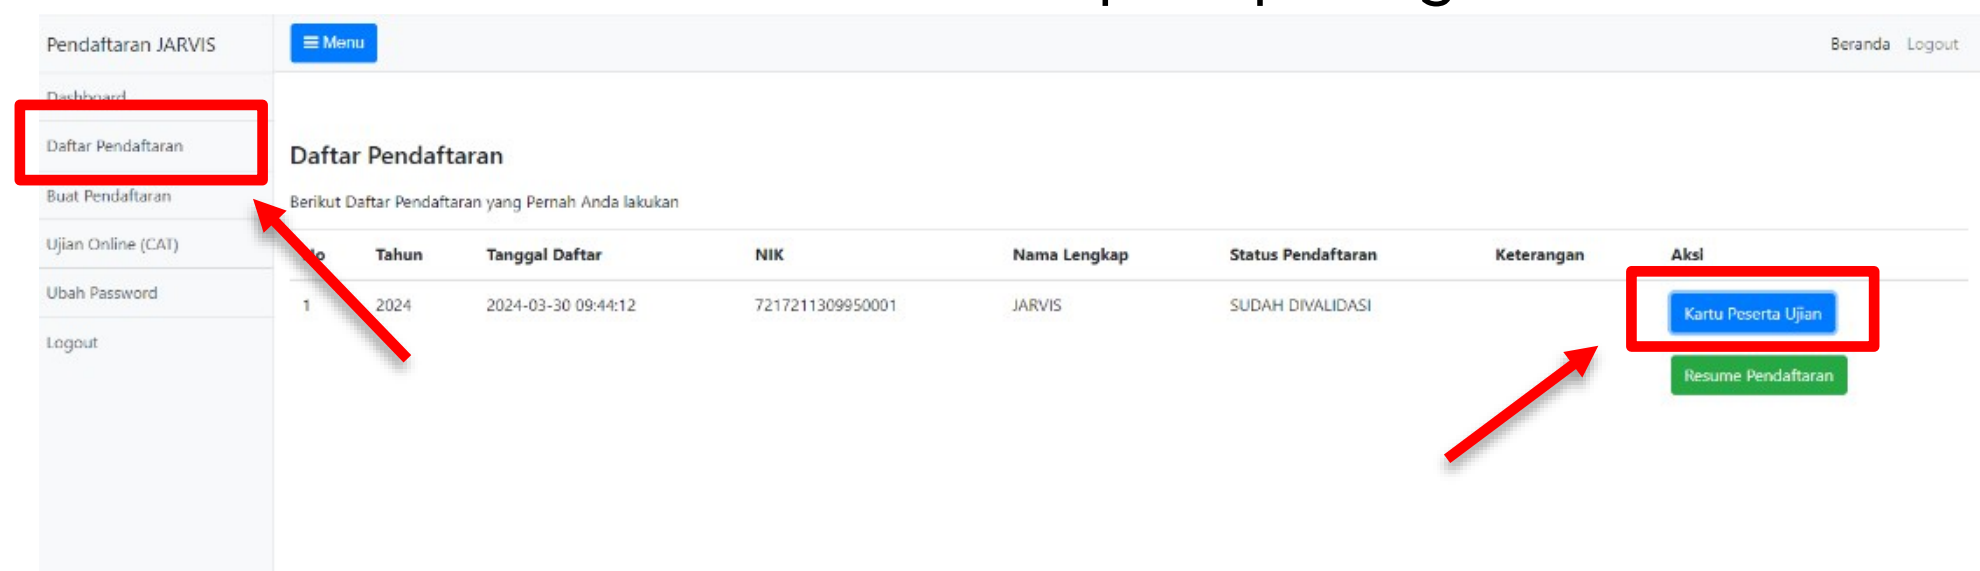 Pendaftaran JARVIS
Menu
Beranda Logout
Dashboard
Daftar Pendaftaran
Buat Pendaftaran
Ujian Online (CAT)
Ubah Password
Logout
Daftar Pendaftaran
Berikut Daftar Pendaftaran yang Pernah Anda lakukan
No Tahun Tanggal Daftar NIK Nama Lengkap Status Pendaftaran Keterangan Aksi
1 2024 2024-03-30 09:44:12 7217211309950001 JARVIS SUDAH DIVALIDASI Kartu Peserta Ujian
Resume Pendaftaran